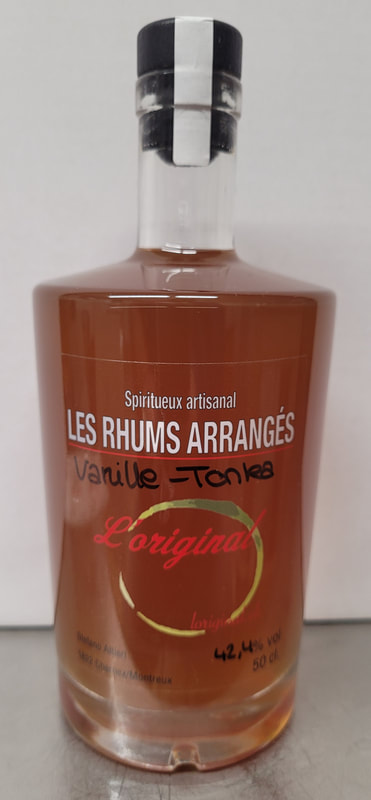 Spiritueux artisanal
LES RHUMS ARRANGÉS
Vanille - Tonka
L'original
42,4% vol
50 cl